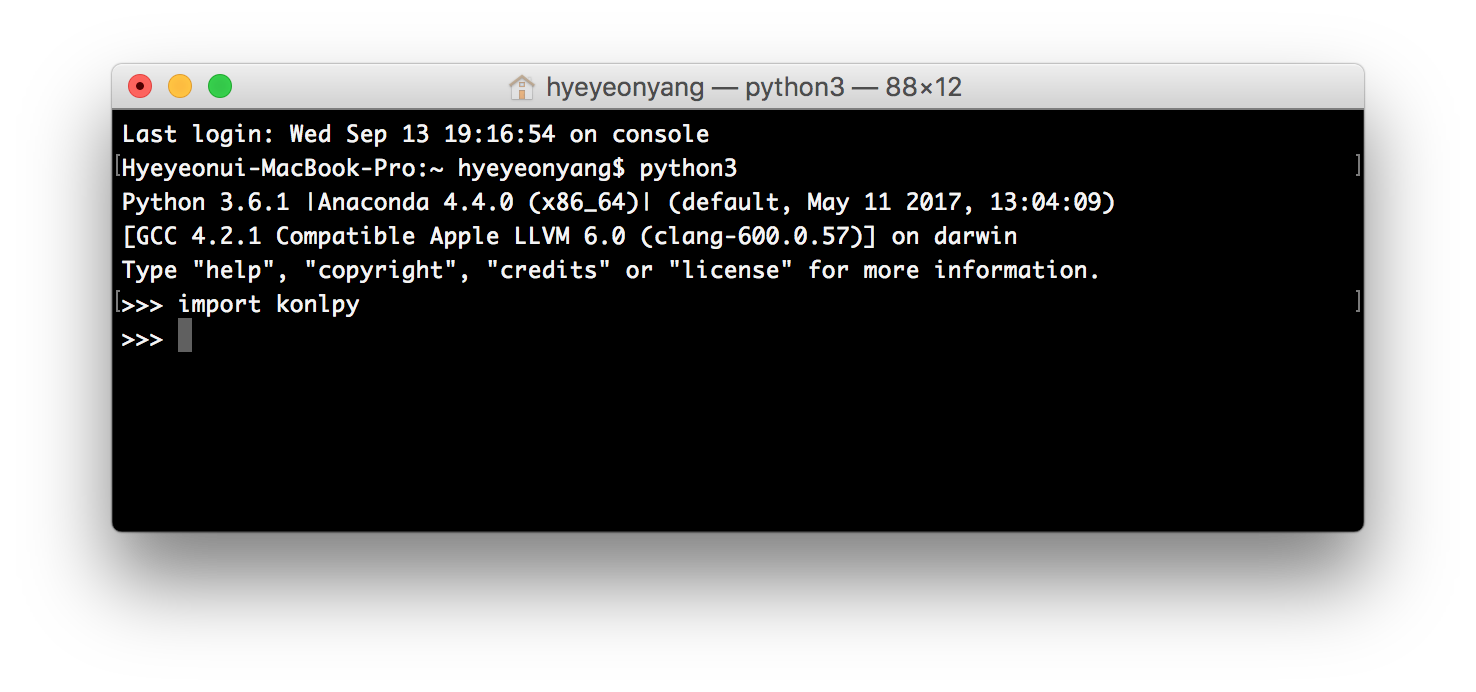 hyeyeonyang — python3 — 88×12
Last login: Wed Sep 13 19:16:54 on console
[Hyeyeonui-MacBook-Pro:~ hyeyeonyang$ python3 ]
Python 3.6.1 |Anaconda 4.4.0 (x86_64)| (default, May 11 2017, 13:04:09)
[GCC 4.2.1 Compatible Apple LLVM 6.0 (clang-600.0.57)] on darwin
Type "help", "copyright", "credits" or "license" for more information.
[>>> import konlpy ]
>>>